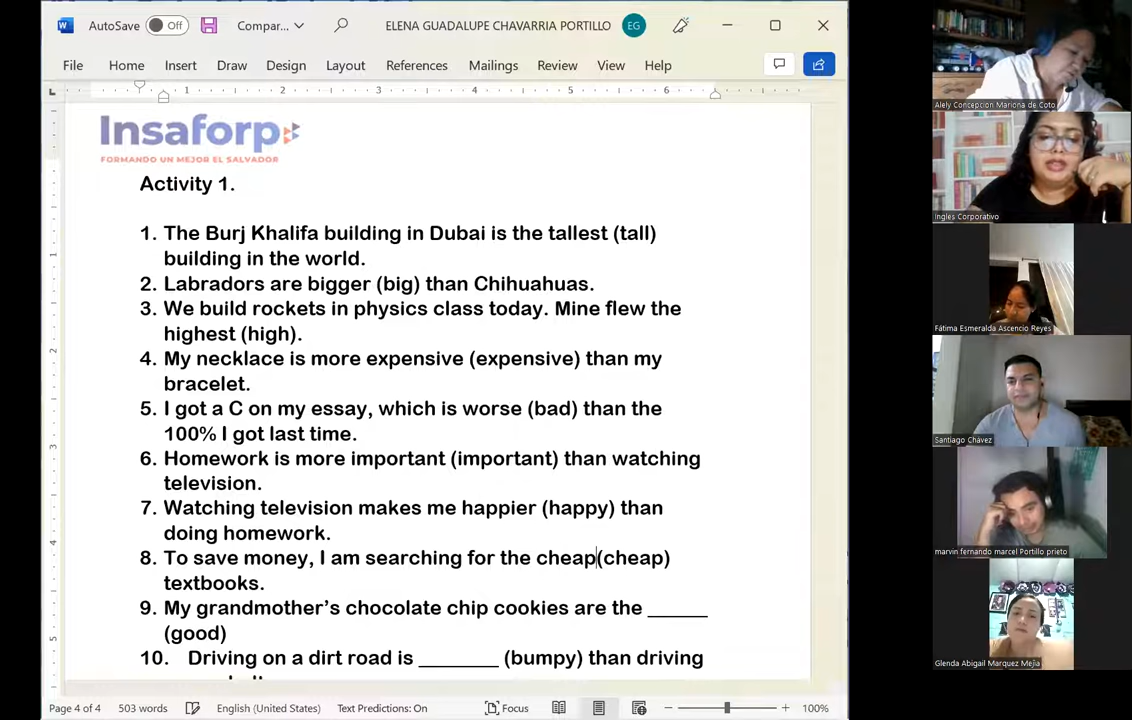 AutoSave Off Compar... ELENA GUADALUPE CHAVARRIA PORTILLO EG
File Home Insert Draw Design Layout References Mailings Review View Help
1 2 3 4 5 6
Insaforp
FORMANDO UN MEJOR EL SALVADOR
Activity 1.
1. The Burj Khalifa building in Dubai is the tallest (tall)
building in the world.
2. Labradors are bigger (big) than Chihuahuas.
3. We build rockets in physics class today. Mine flew the
highest (high).
4. My necklace is more expensive (expensive) than my
bracelet.
5. I got a C on my essay, which is worse (bad) than the
100% I got last time.
6. Homework is more important (important) than watching
television.
7. Watching television makes me happier (happy) than
doing homework.
8. To save money, I am searching for the cheap(cheap)
textbooks.
9. My grandmother's chocolate chip cookies are the ______
(good)
10. Driving on a dirt road is ________ (bumpy) than driving
Page 4 of 4 503 words English (United States) Text Predictions: On Focus 100%
Alely Concepcion Mariona de Coto
Ingles Corporativo
Fátima Esmeralda Ascencio Reyes
Santiago Chávez
marvin fernando marcel Portillo prieto
Glenda Abigail Marquez Mejia